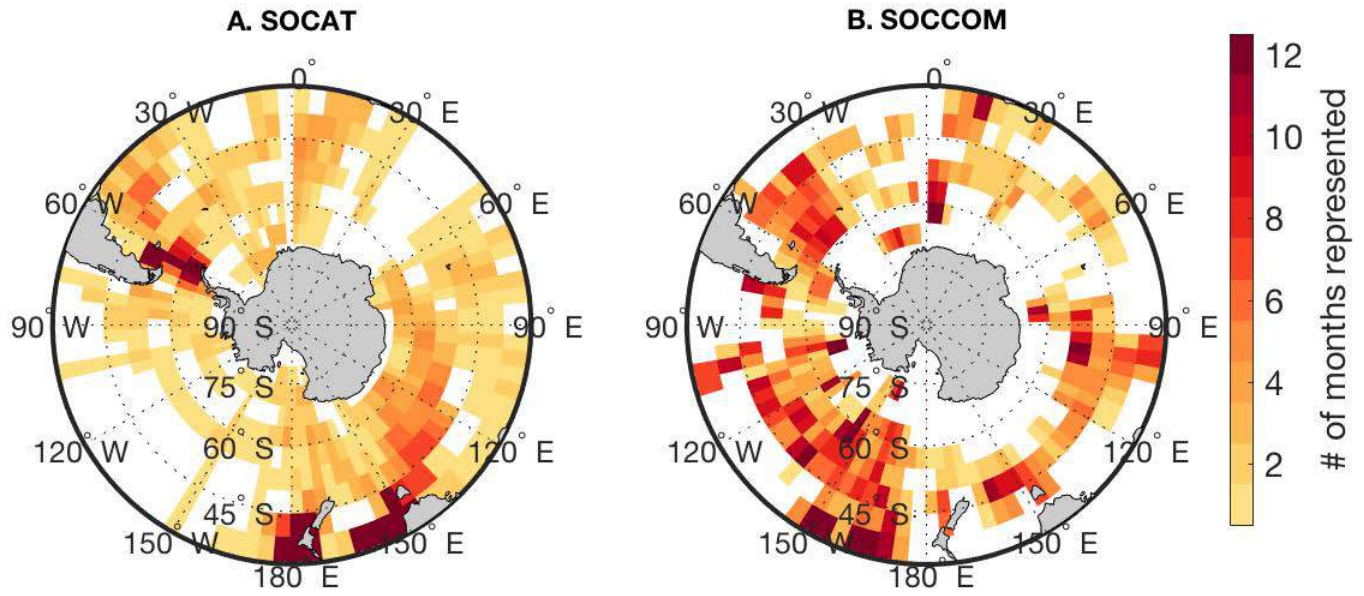 A. SOCAT
0°
30° W
30° E
60° W
60° E
90° W
90° S
90° E
75° S
120° W
60° S
120° E
45° S
150° W
150° E
180° E
B. SOCCOM
0°
30° W
30° E
60° W
60° E
90° W
90° S
90° E
75° S
120° W
60° S
120° E
45° S
150° W
150° E
180° E
12
10
8
6
4
2
# of months represented